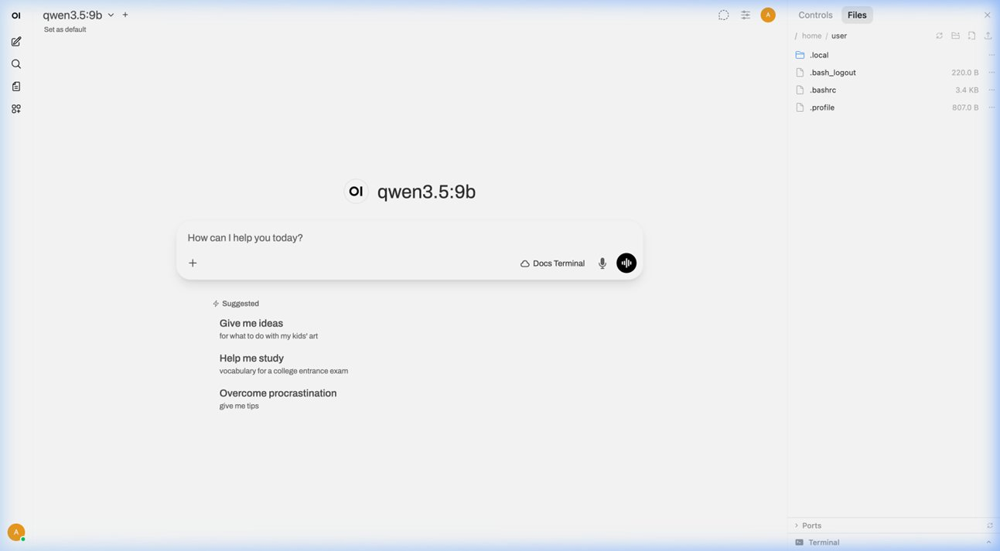 OI
qwen3.5:9b
Set as default
A
Controls
Files
/ home / user
.local
.bash_logout 220.0 B
.bashrc 3.4 KB
.profile 807.0 B
OI qwen3.5:9b
How can I help you today?
Docs Terminal
Suggested
Give me ideas
for what to do with my kids' art
Help me study
vocabulary for a college entrance exam
Overcome procrastination
give me tips
A
Ports
Terminal